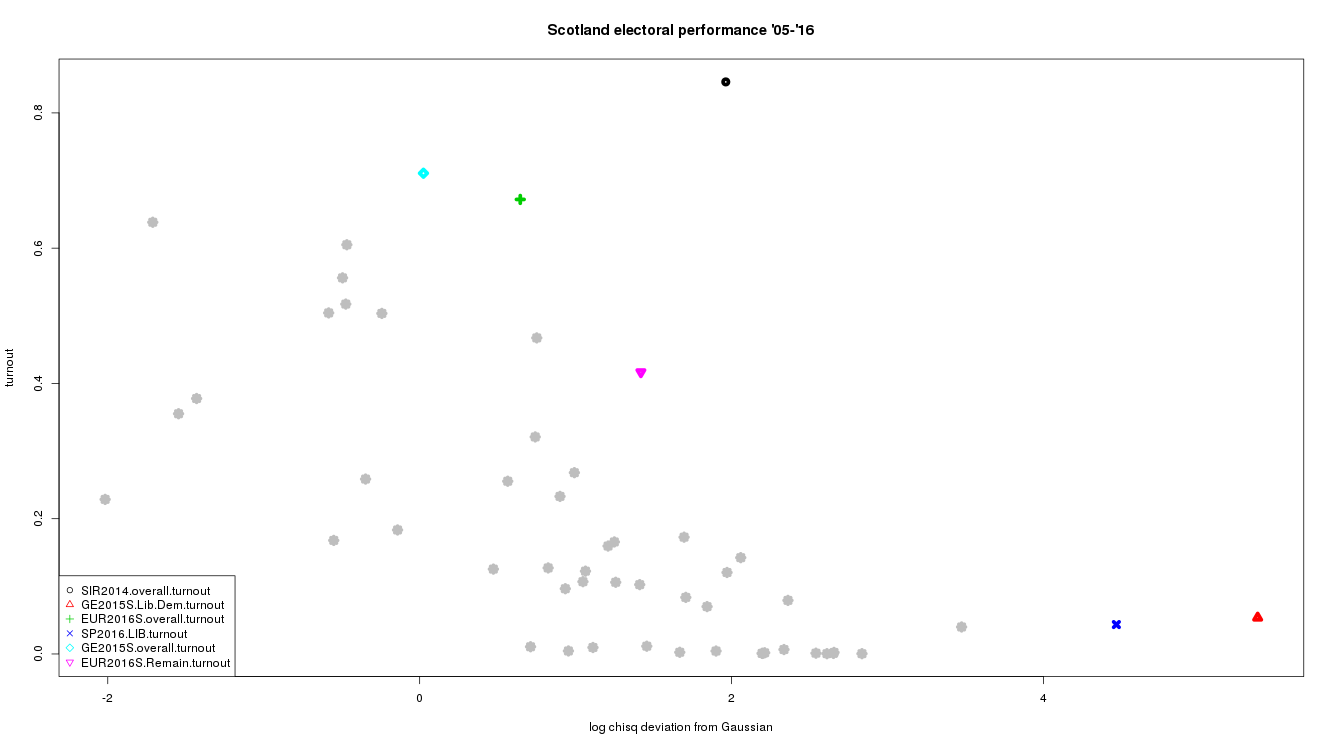 Scotland electoral performance '05-'16
turnout
0.8
0.6
0.4
0.2
0.0
SIR2014.overall.turnout
GE2015S.Lib.Dem.turnout
EUR2016S.overall.turnout
SP2016.LIB.turnout
GE2015S.overall.turnout
EUR2016S.Remain.turnout
-2 0 2 4
log chisq deviation from Gaussian